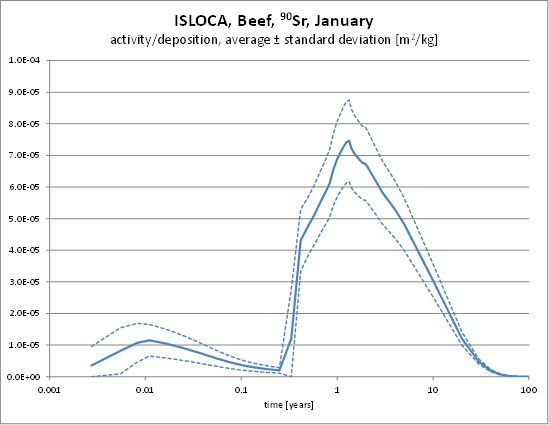 ISLOCA, Beef, ⁹⁰Sr, January
activity/deposition, average ± standard deviation [m²/kg]
1.0E-04
9.0E-05
8.0E-05
7.0E-05
6.0E-05
5.0E-05
4.0E-05
3.0E-05
2.0E-05
1.0E-05
0.0E+00
0.001 0.01 0.1 1 10 100
time [years]